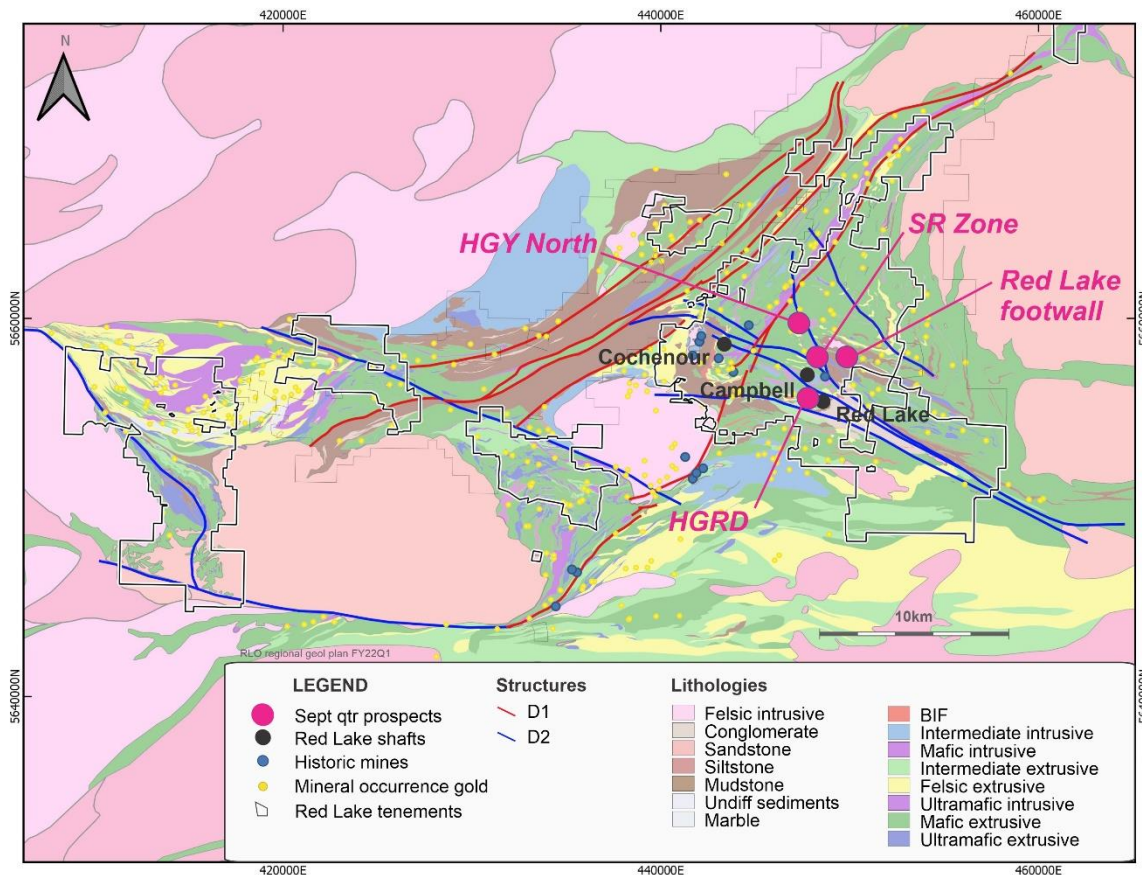 420000E
440000E
460000E
N
HGY North
SR Zone
Red Lake
footwall
5660000N
5660000N
Cochenour
Campbell
Red Lake
HGRD
10km
RLO regional geol plan FY22Q1
5640000N
5640000N
LEGEND
Sept qtr prospects
Red Lake shafts
Historic mines
Mineral occurrence gold
Red Lake tenements
Structures
D1
D2
Lithologies
Felsic intrusive
Conglomerate
Sandstone
Siltstone
Mudstone
Undiff sediments
Marble
BIF
Intermediate intrusive
Mafic intrusive
Intermediate extrusive
Felsic extrusive
Ultramafic intrusive
Mafic extrusive
Ultramafic extrusive
420000E
440000E
460000E